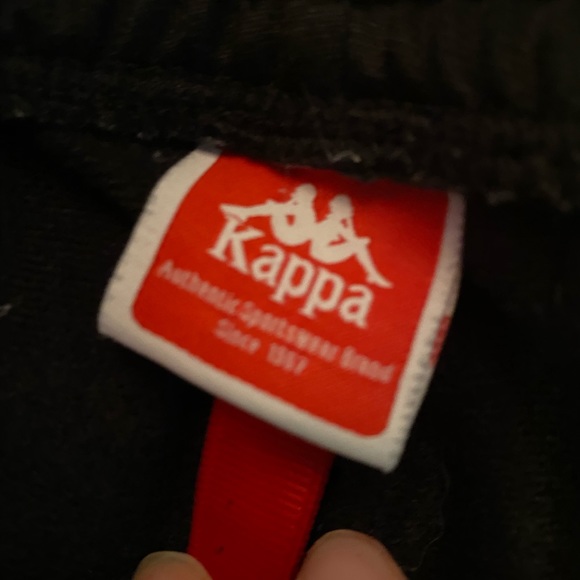 Kappa
Authentic Sportswear Brand
Since 1967